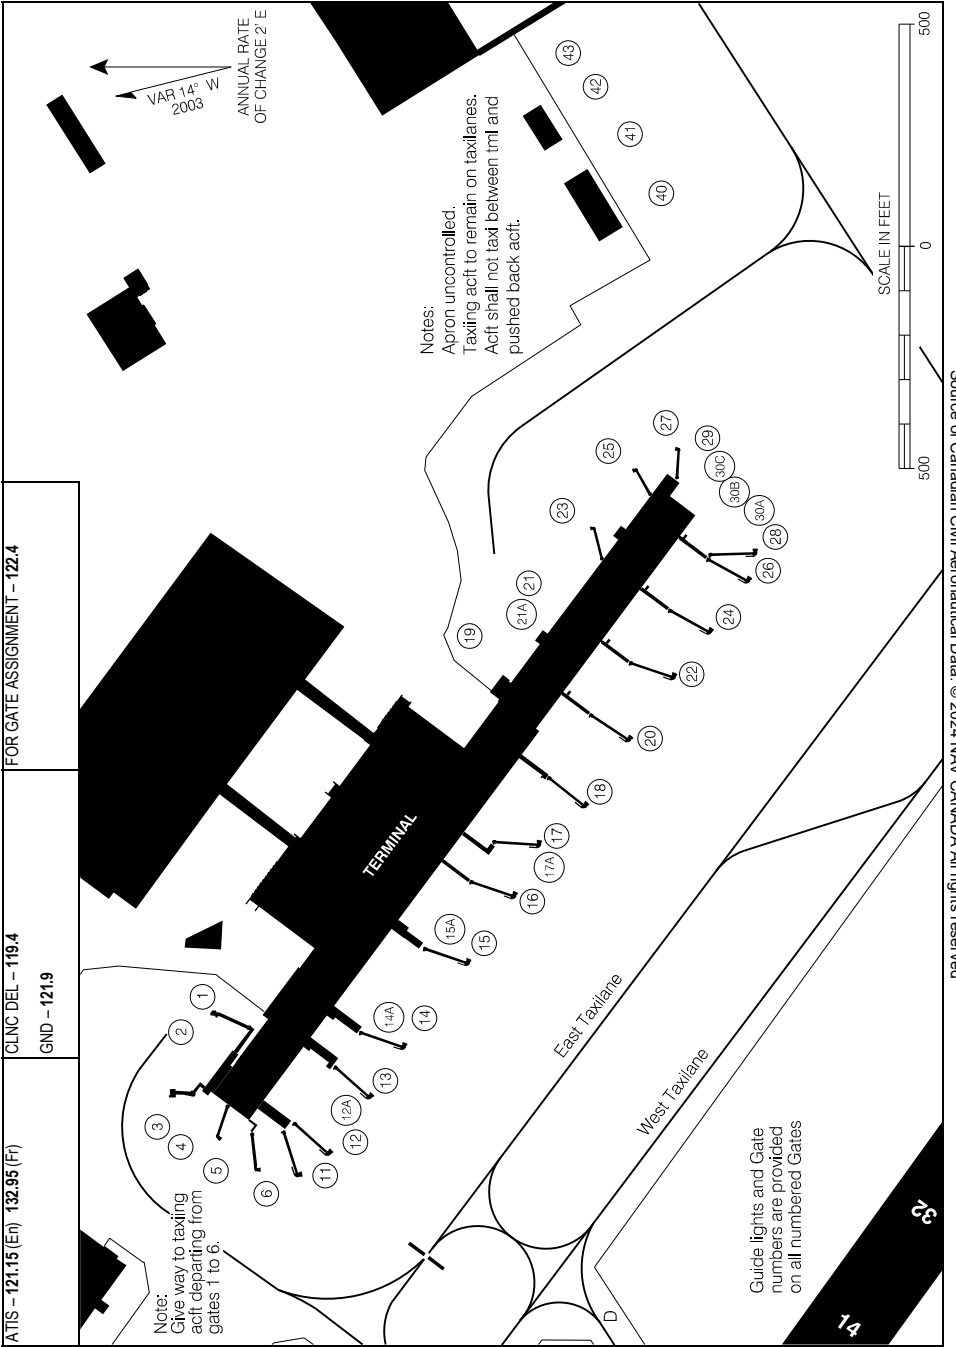 ATIS – 121.15 (En) 132.95 (Fr)
CLNC DEL – 119.4
GND – 121.9
FOR GATE ASSIGNMENT – 122.4
VAR 14° W
2003
ANNUAL RATE
OF CHANGE 2' E
Notes:
Apron uncontrolled.
Taxiing acft to remain on taxilanes.
Acft shall not taxi between tml and
pushed back acft.
43
42
41
40
SCALE IN FEET
500
0
500
TERMINAL
1
2
3
4
5
6
11
12
12A
13
14A
14
15A
15
16
17A
17
18
19
20
21A
21
22
23
24
25
26
27
28
29
30C
30B
30A
East Taxilane
West Taxilane
Note:
Give way to taxiing
acft departing from
gates 1 to 6.
Guide lights and Gate
numbers are provided
on all numbered Gates
D
14
32
Source of Canadian Civil Aeronautical Data: © 2024 NAV CANADA All rights reserved